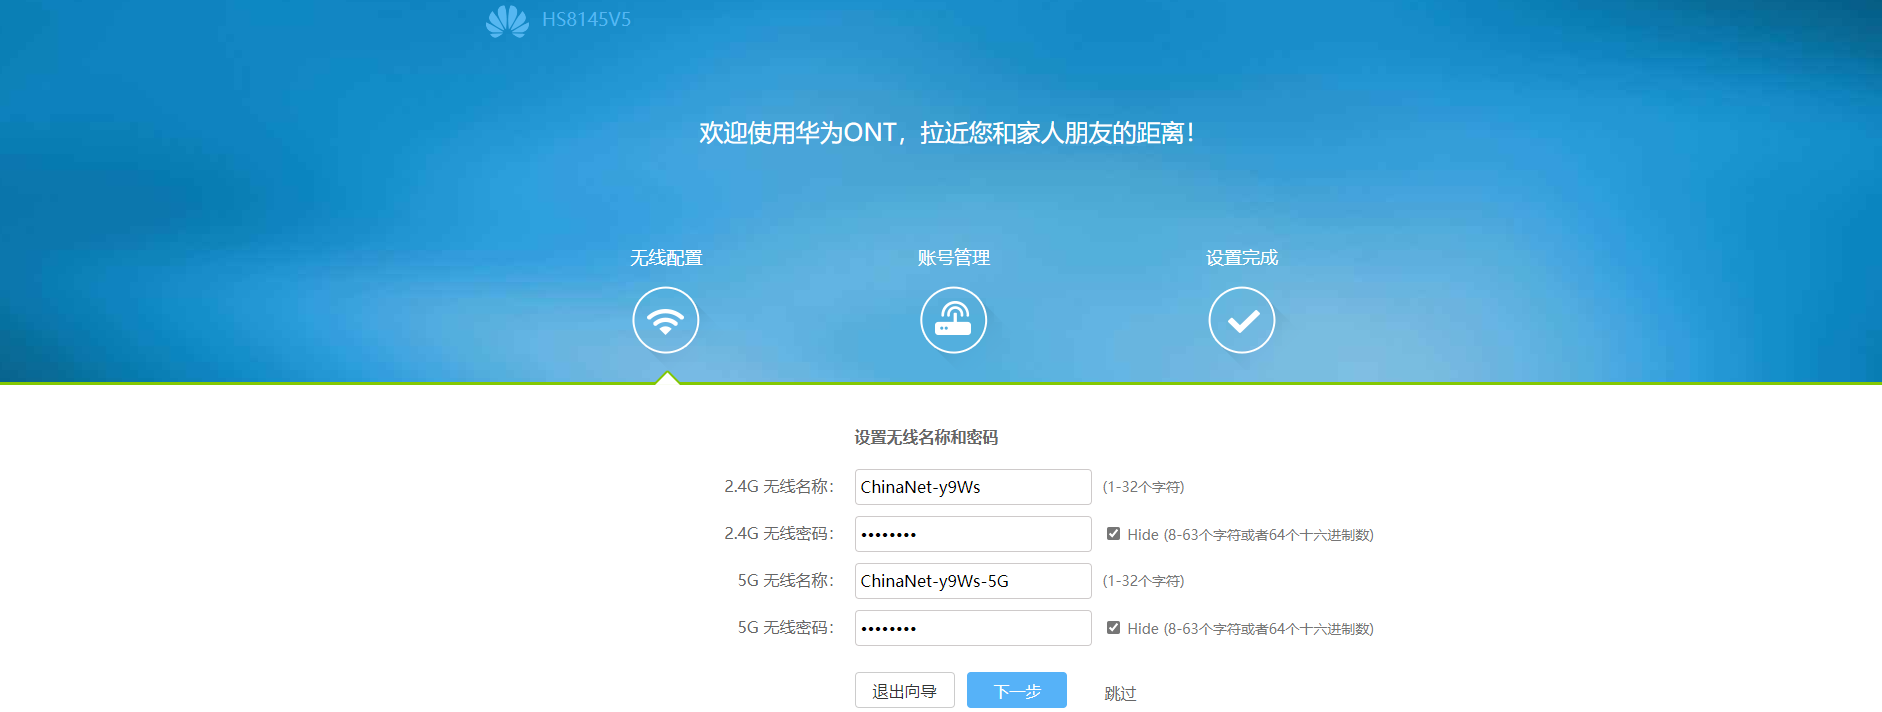 HS8145V5
欢迎使用华为ONT，拉近您和家人朋友的距离！
无线配置 账号管理 设置完成
设置无线名称和密码
2.4G 无线名称： ChinaNet-y9Ws (1-32个字符)
2.4G 无线密码： •••••••• Hide (8-63个字符或者64个十六进制数)
5G 无线名称： ChinaNet-y9Ws-5G (1-32个字符)
5G 无线密码： •••••••• Hide (8-63个字符或者64个十六进制数)
退出向导 下一步 跳过